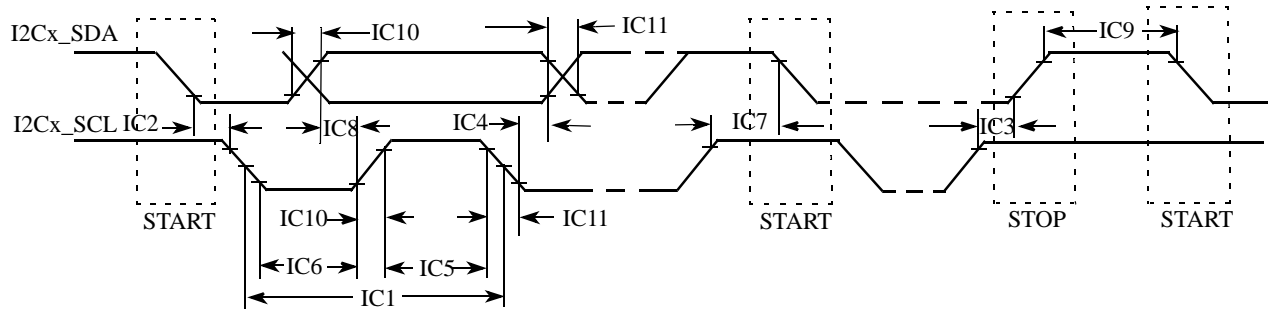 I2Cx_SDA IC10 IC11 IC9
I2Cx_SCL IC2 IC8 IC4 IC7 IC3
START IC10 IC11 START STOP START
IC6 IC5
IC1